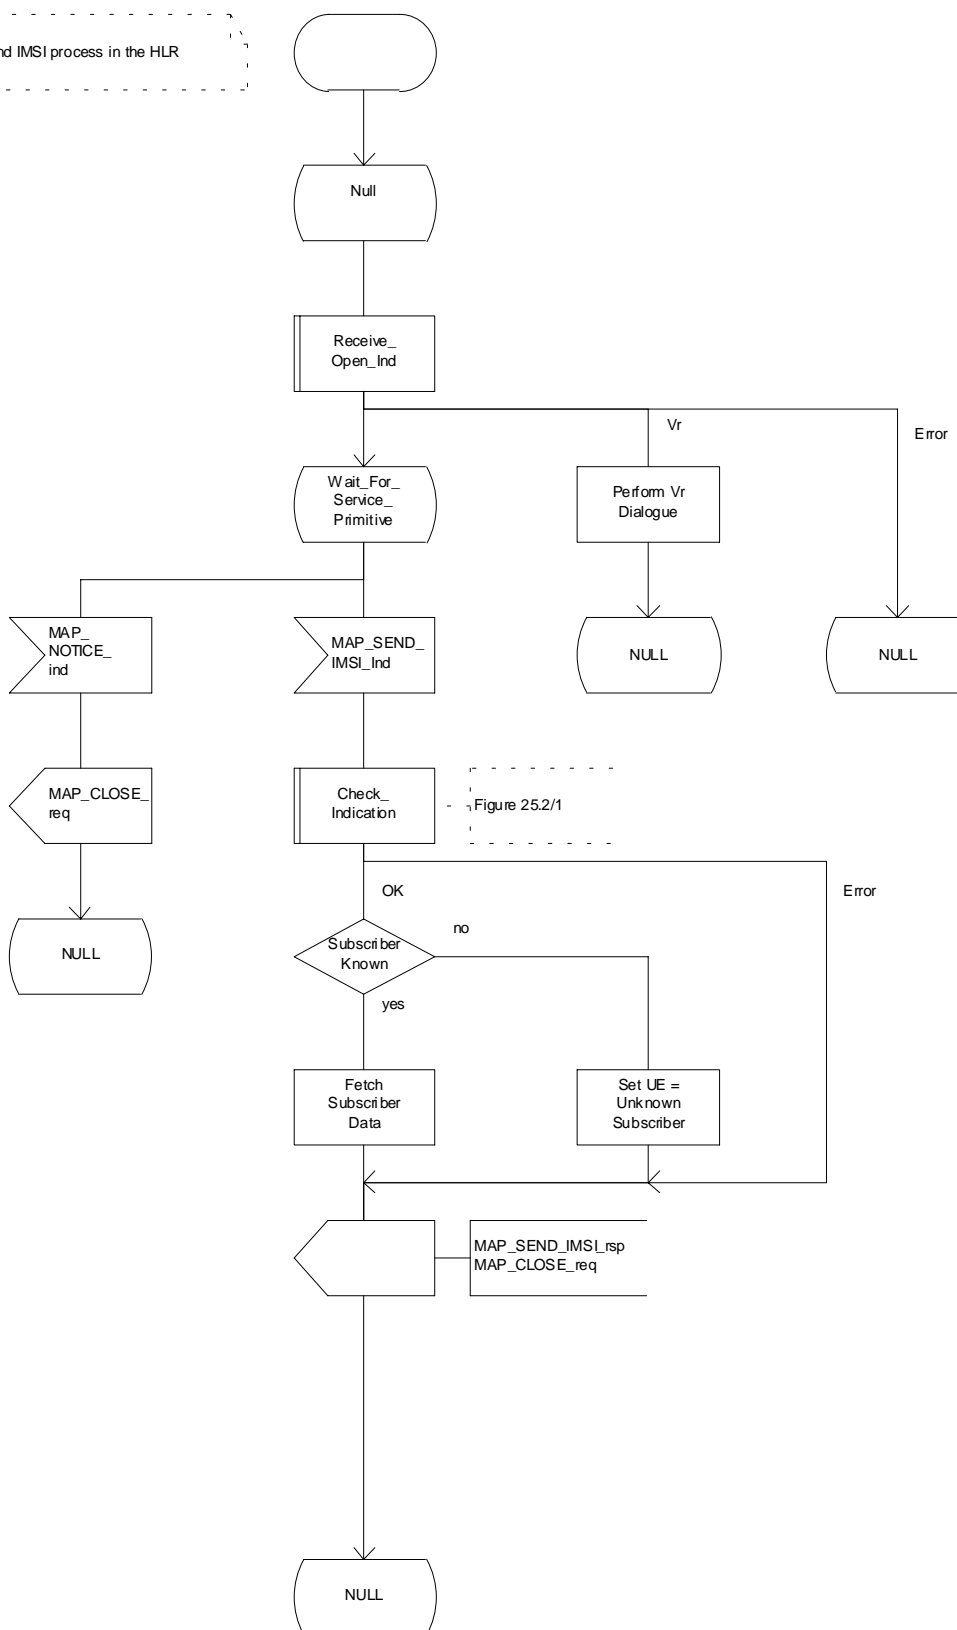 nd IMSI process in the HLR
Null
Receive_
Open_Ind
Vr
Error
Wait_For_
Service_
Primitive
Perform Vr
Dialogue
MAP_
NOTICE_
ind
MAP_SEND_
IMSI_Ind
NULL
NULL
MAP_CLOSE_
req
Check_
Indication
Figure 25.2/1
OK
Error
Subscriber
Known
no
yes
NULL
Fetch
Subscriber
Data
Set UE =
Unknown
Subscriber
MAP_SEND_IMSI_rsp
MAP_CLOSE_req
NULL